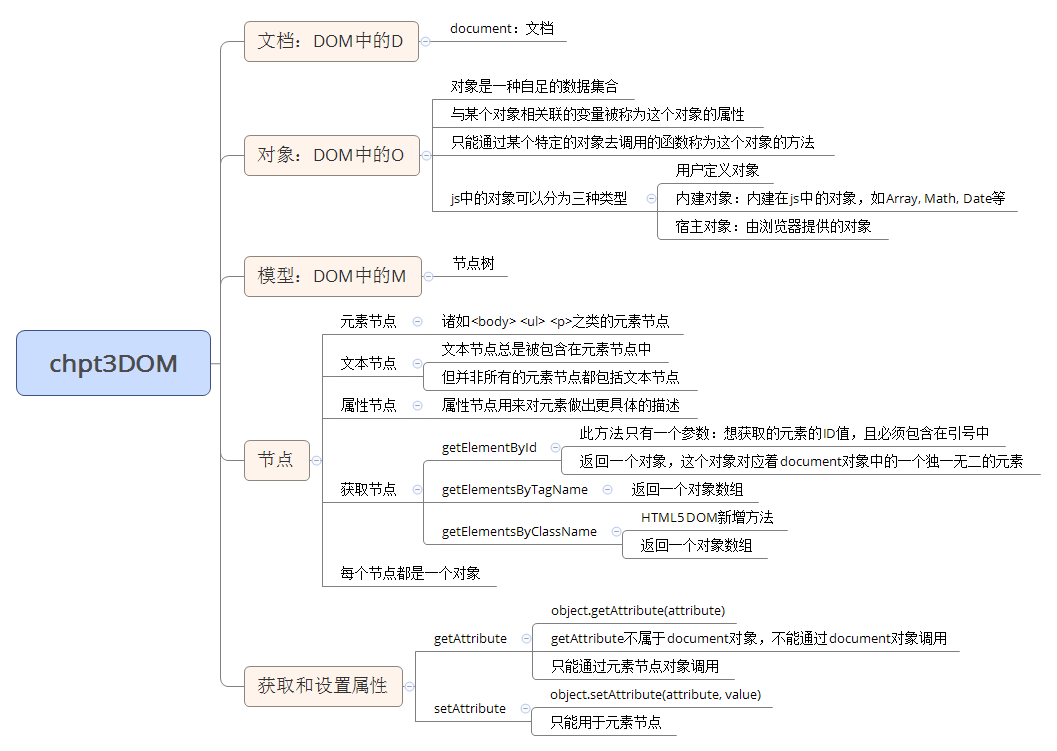 chpt3DOM
文档：DOM中的D
document：文档
对象：DOM中的O
对象是一种自足的数据集合
与某个对象相关联的变量被称为这个对象的属性
只能通过某个特定的对象去调用的函数称为这个对象的方法
js中的对象可以分为三种类型
用户定义对象
内建对象：内建在js中的对象，如Array, Math, Date等
宿主对象：由浏览器提供的对象
模型：DOM中的M
节点树
节点
元素节点
诸如<body> <ul> <p>之类的元素节点
文本节点
文本节点总是被包含在元素节点中
但并非所有的元素节点都包括文本节点
属性节点
属性节点用来对元素做出更具体的描述
获取节点
getElementById
此方法只有一个参数：想获取的元素的ID值，且必须包含在引号中
返回一个对象，这个对象对应着document对象中的一个独一无二的元素
getElementsByTagName
返回一个对象数组
getElementsByClassName
HTML5 DOM新增方法
返回一个对象数组
每个节点都是一个对象
获取和设置属性
getAttribute
object.getAttribute(attribute)
getAttribute不属于document对象，不能通过document对象调用
只能通过元素节点对象调用
setAttribute
object.setAttribute(attribute, value)
只能用于元素节点